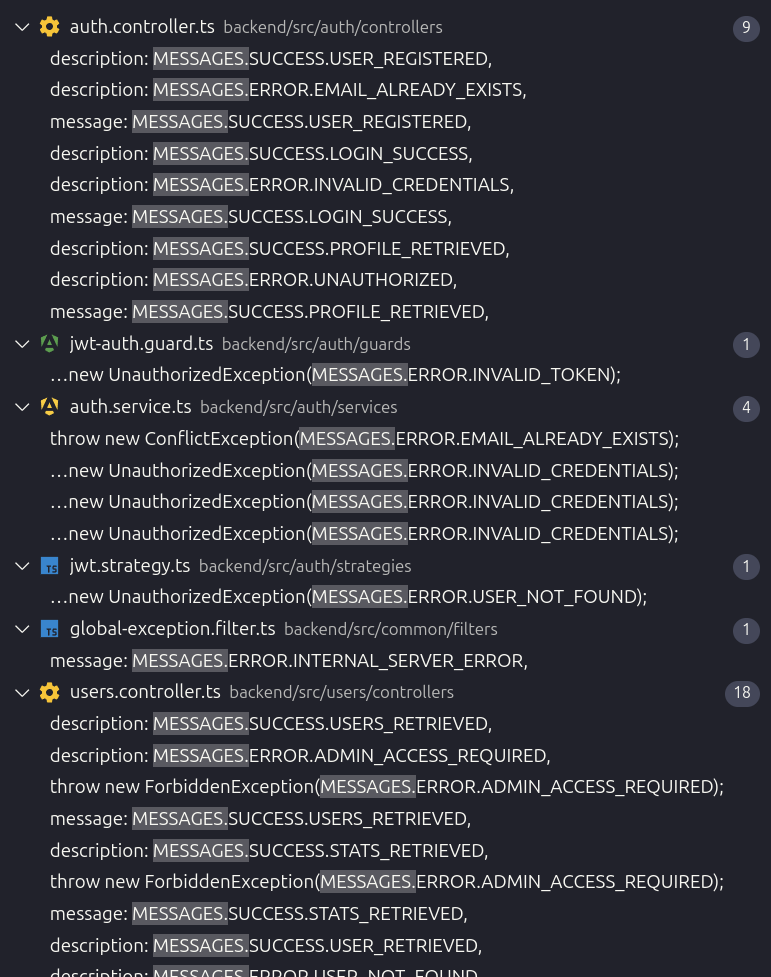 auth.controller.ts backend/src/auth/controllers 9
description: MESSAGES.SUCCESS.USER_REGISTERED,
description: MESSAGES.ERROR.EMAIL_ALREADY_EXISTS,
message: MESSAGES.SUCCESS.USER_REGISTERED,
description: MESSAGES.SUCCESS.LOGIN_SUCCESS,
description: MESSAGES.ERROR.INVALID_CREDENTIALS,
message: MESSAGES.SUCCESS.LOGIN_SUCCESS,
description: MESSAGES.SUCCESS.PROFILE_RETRIEVED,
description: MESSAGES.ERROR.UNAUTHORIZED,
message: MESSAGES.SUCCESS.PROFILE_RETRIEVED,
jwt-auth.guard.ts backend/src/auth/guards 1
…new UnauthorizedException(MESSAGES.ERROR.INVALID_TOKEN);
auth.service.ts backend/src/auth/services 4
throw new ConflictException(MESSAGES.ERROR.EMAIL_ALREADY_EXISTS);
…new UnauthorizedException(MESSAGES.ERROR.INVALID_CREDENTIALS);
…new UnauthorizedException(MESSAGES.ERROR.INVALID_CREDENTIALS);
…new UnauthorizedException(MESSAGES.ERROR.INVALID_CREDENTIALS);
TS jwt.strategy.ts backend/src/auth/strategies 1
…new UnauthorizedException(MESSAGES.ERROR.USER_NOT_FOUND);
TS global-exception.filter.ts backend/src/common/filters 1
message: MESSAGES.ERROR.INTERNAL_SERVER_ERROR,
users.controller.ts backend/src/users/controllers 18
description: MESSAGES.SUCCESS.USERS_RETRIEVED,
description: MESSAGES.ERROR.ADMIN_ACCESS_REQUIRED,
throw new ForbiddenException(MESSAGES.ERROR.ADMIN_ACCESS_REQUIRED);
message: MESSAGES.SUCCESS.USERS_RETRIEVED,
description: MESSAGES.SUCCESS.STATS_RETRIEVED,
throw new ForbiddenException(MESSAGES.ERROR.ADMIN_ACCESS_REQUIRED);
message: MESSAGES.SUCCESS.STATS_RETRIEVED,
description: MESSAGES.SUCCESS.USER_RETRIEVED,
description: MESSAGES.ERROR.USER_NOT_FOUND